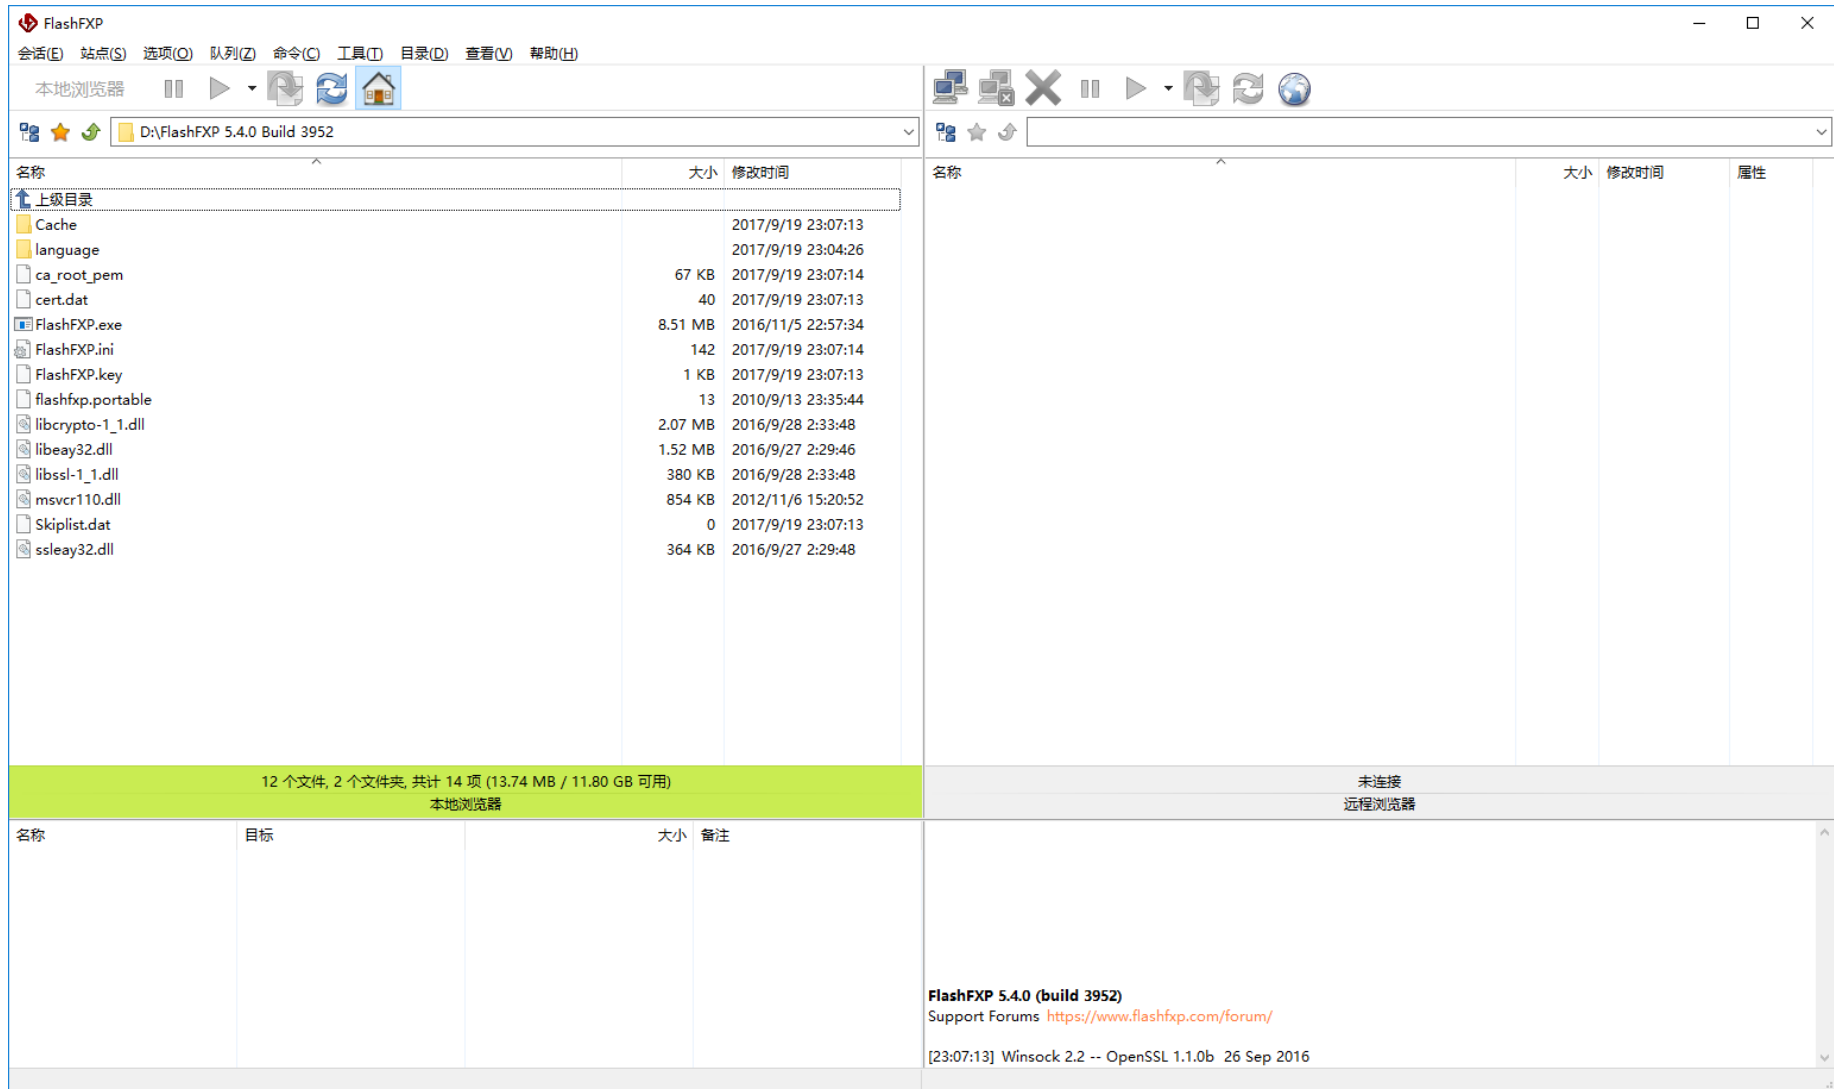 FlashFXP
会话(E) 站点(S) 选项(O) 队列(Z) 命令(C) 工具(T) 目录(D) 查看(V) 帮助(H)
本地浏览器
D:\FlashFXP 5.4.0 Build 3952
名称 大小 修改时间
上级目录
Cache 2017/9/19 23:07:13
language 2017/9/19 23:04:26
ca_root_pem 67 KB 2017/9/19 23:07:14
cert.dat 40 2017/9/19 23:07:13
FlashFXP.exe 8.51 MB 2016/11/5 22:57:34
FlashFXP.ini 142 2017/9/19 23:07:14
FlashFXP.key 1 KB 2017/9/19 23:07:13
flashfxp.portable 13 2010/9/13 23:35:44
libcrypto-1_1.dll 2.07 MB 2016/9/28 2:33:48
libeay32.dll 1.52 MB 2016/9/27 2:29:46
libssl-1_1.dll 380 KB 2016/9/28 2:33:48
msvcr110.dll 854 KB 2012/11/6 15:20:52
Skiplist.dat 0 2017/9/19 23:07:13
ssleay32.dll 364 KB 2016/9/27 2:29:48
12 个文件, 2 个文件夹, 共计 14 项 (13.74 MB / 11.80 GB 可用)
本地浏览器
名称 大小 修改时间 属性
未连接
远程浏览器
名称 目标 大小 备注
FlashFXP 5.4.0 (build 3952)
Support Forums https://www.flashfxp.com/forum/
[23:07:13] Winsock 2.2 -- OpenSSL 1.1.0b 26 Sep 2016